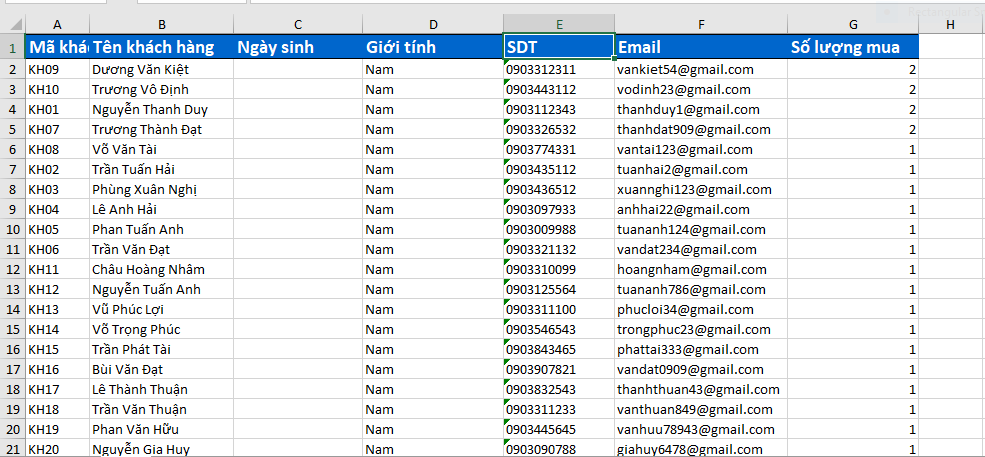 A B C D E F G H
1 Mã khá Tên khách hàng Ngày sinh Giới tính SDT Email Số lượng mua
2 KH09 Dương Văn Kiệt Nam 0903312311 vankiet54@gmail.com 2
3 KH10 Trương Vô Định Nam 0903443112 vodinh23@gmail.com 2
4 KH01 Nguyễn Thanh Duy Nam 0903112343 thanhduy1@gmail.com 2
5 KH07 Trương Thành Đạt Nam 0903326532 thanhdat909@gmail.com 2
6 KH08 Võ Văn Tài Nam 0903774331 vantai123@gmail.com 1
7 KH02 Trần Tuấn Hải Nam 0903435112 tuanhai2@gmail.com 1
8 KH03 Phùng Xuân Nghị Nam 0903436512 xuannghi123@gmail.com 1
9 KH04 Lê Anh Hải Nam 0903097933 anhhai22@gmail.com 1
10 KH05 Phan Tuấn Anh Nam 0903009988 tuananh124@gmail.com 1
11 KH06 Trần Văn Đạt Nam 0903321132 vandat234@gmail.com 1
12 KH11 Châu Hoàng Nhâm Nam 0903310099 hoangnham@gmail.com 1
13 KH12 Nguyễn Tuấn Anh Nam 0903125564 tuananh786@gmail.com 1
14 KH13 Vũ Phúc Lợi Nam 0903311100 phucloi34@gmail.com 1
15 KH14 Võ Trọng Phúc Nam 0903546543 trongphuc23@gmail.com 1
16 KH15 Trần Phát Tài Nam 0903843465 phattai333@gmail.com 1
17 KH16 Bùi Văn Đạt Nam 0903907821 vandat0909@gmail.com 1
18 KH17 Lê Thành Thuận Nam 0903832543 thanhthuan43@gmail.com 1
19 KH18 Trần Văn Thuận Nam 0903311233 vanthuan849@gmail.com 1
20 KH19 Phan Văn Hữu Nam 0903445645 vanhuu78943@gmail.com 1
21 KH20 Nguyễn Gia Huy Nam 0903090788 giahuy6478@gmail.com 1